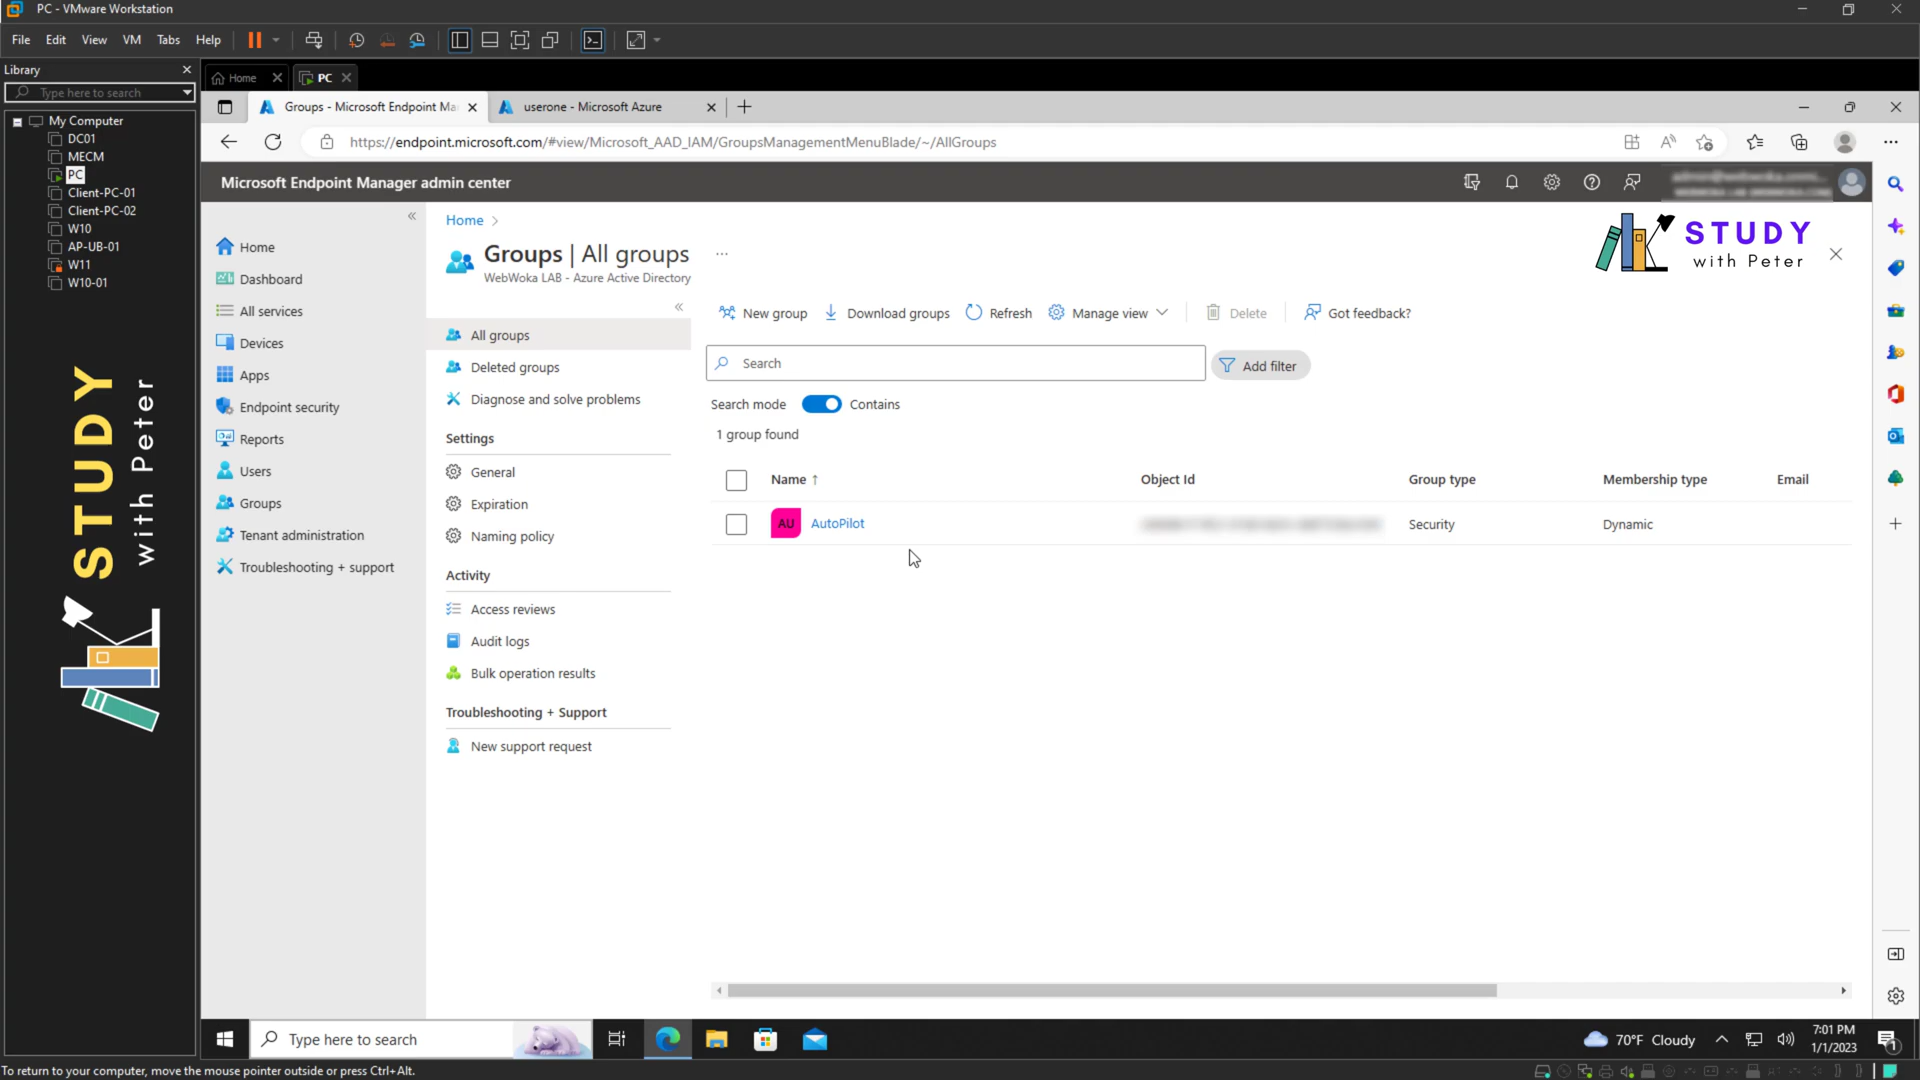 PC - VMware Workstation
File Edit View VM Tabs Help
Library
Type here to search
My Computer
DC01
MECM
PC
Client-PC-01
Client-PC-02
W10
AP-UB-01
W11
W10-01
STUDY
with Peter
Home
PC
Groups - Microsoft Endpoint Ma
userone - Microsoft Azure
https://endpoint.microsoft.com/#view/Microsoft_AAD_IAM/GroupsManagementMenuBlade/~/AllGroups
Microsoft Endpoint Manager admin center
Home
Dashboard
All services
Devices
Apps
Endpoint security
Reports
Users
Groups
Tenant administration
Troubleshooting + support
Home >
Groups | All groups ...
WebWoka LAB - Azure Active Directory
STUDY
with Peter
All groups
Deleted groups
Diagnose and solve problems
Settings
General
Expiration
Naming policy
Activity
Access reviews
Audit logs
Bulk operation results
Troubleshooting + Support
New support request
New group Download groups Refresh Manage view Delete Got feedback?
Search
Add filter
Search mode Contains
1 group found
Name ↑ Object Id Group type Membership type Email
AU AutoPilot Security Dynamic
Type here to search
70°F Cloudy
7:01 PM
1/1/2023
1
To return to your computer, move the mouse pointer outside or press Ctrl+Alt.